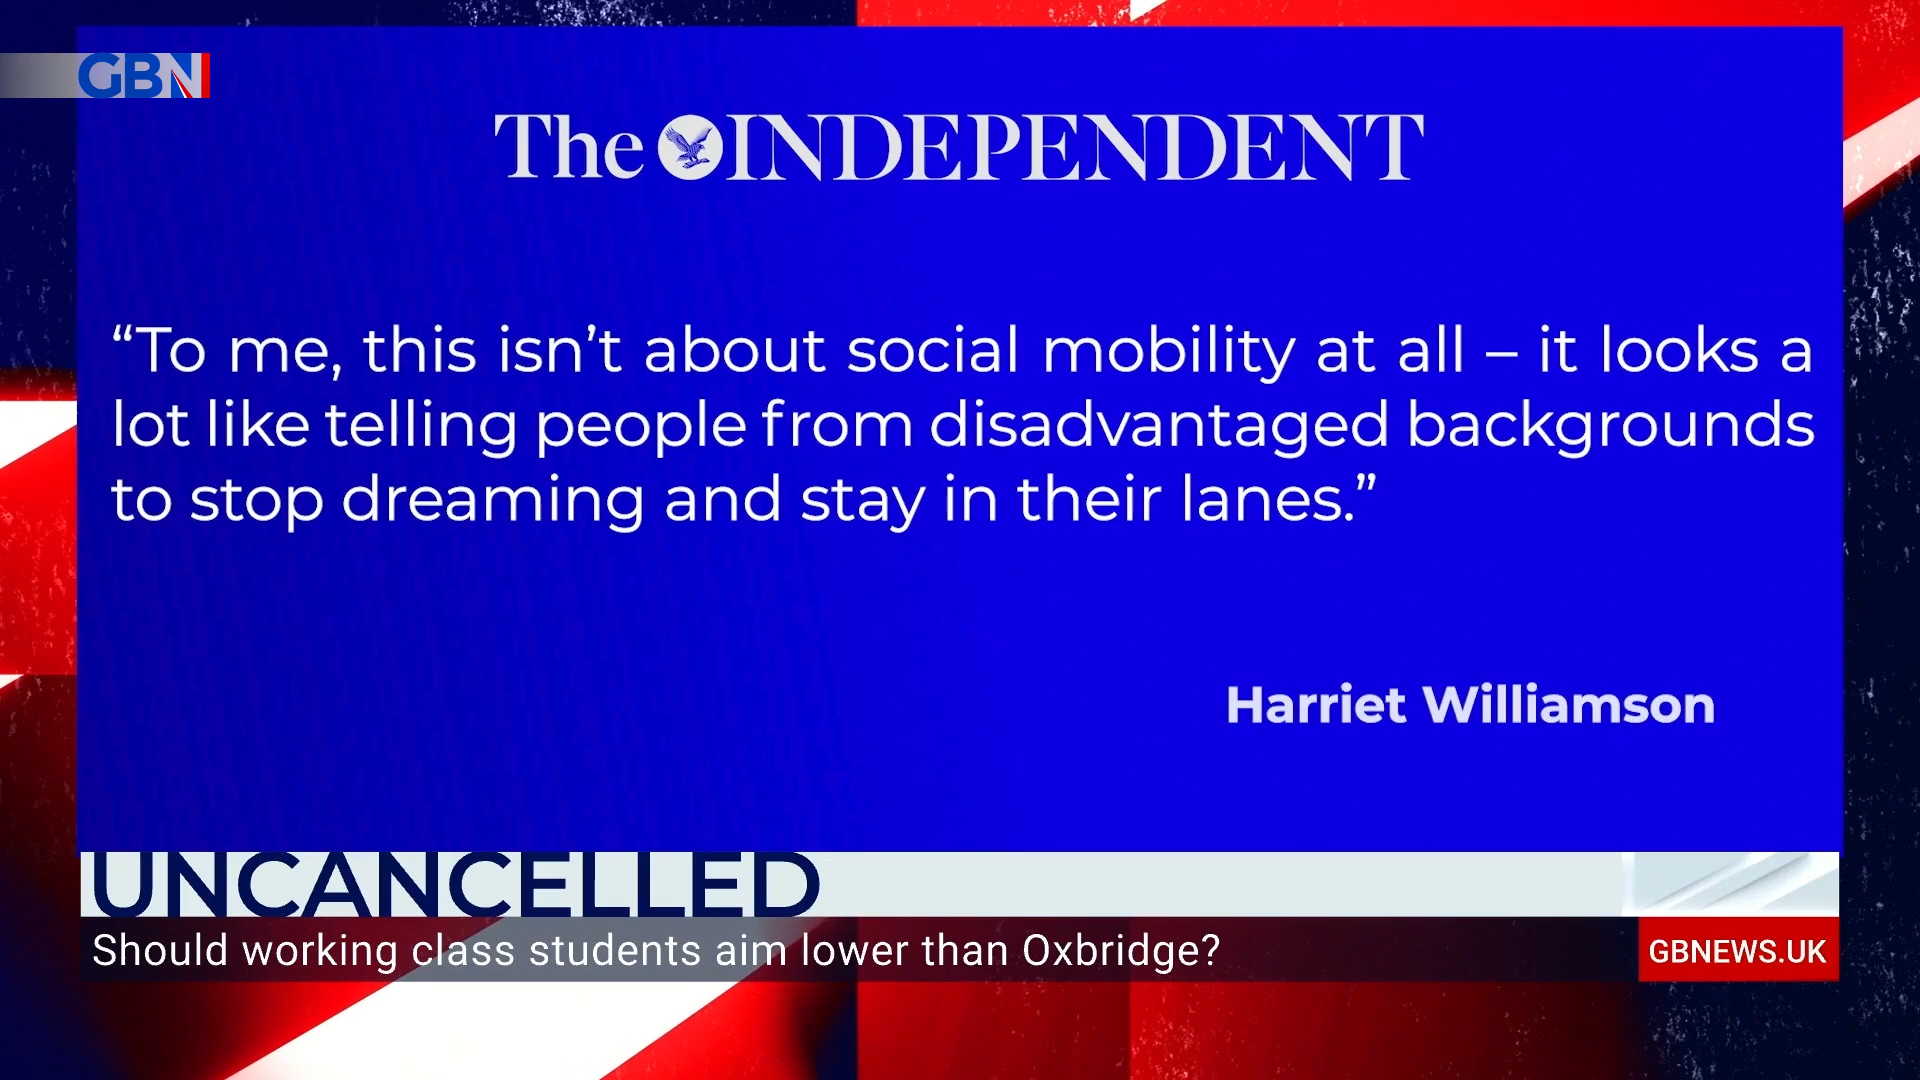 GBN
The INDEPENDENT
“To me, this isn’t about social mobility at all – it looks a
lot like telling people from disadvantaged backgrounds
to stop dreaming and stay in their lanes.”
Harriet Williamson
UNCANCELLED
Should working class students aim lower than Oxbridge?
GBNEWS.UK